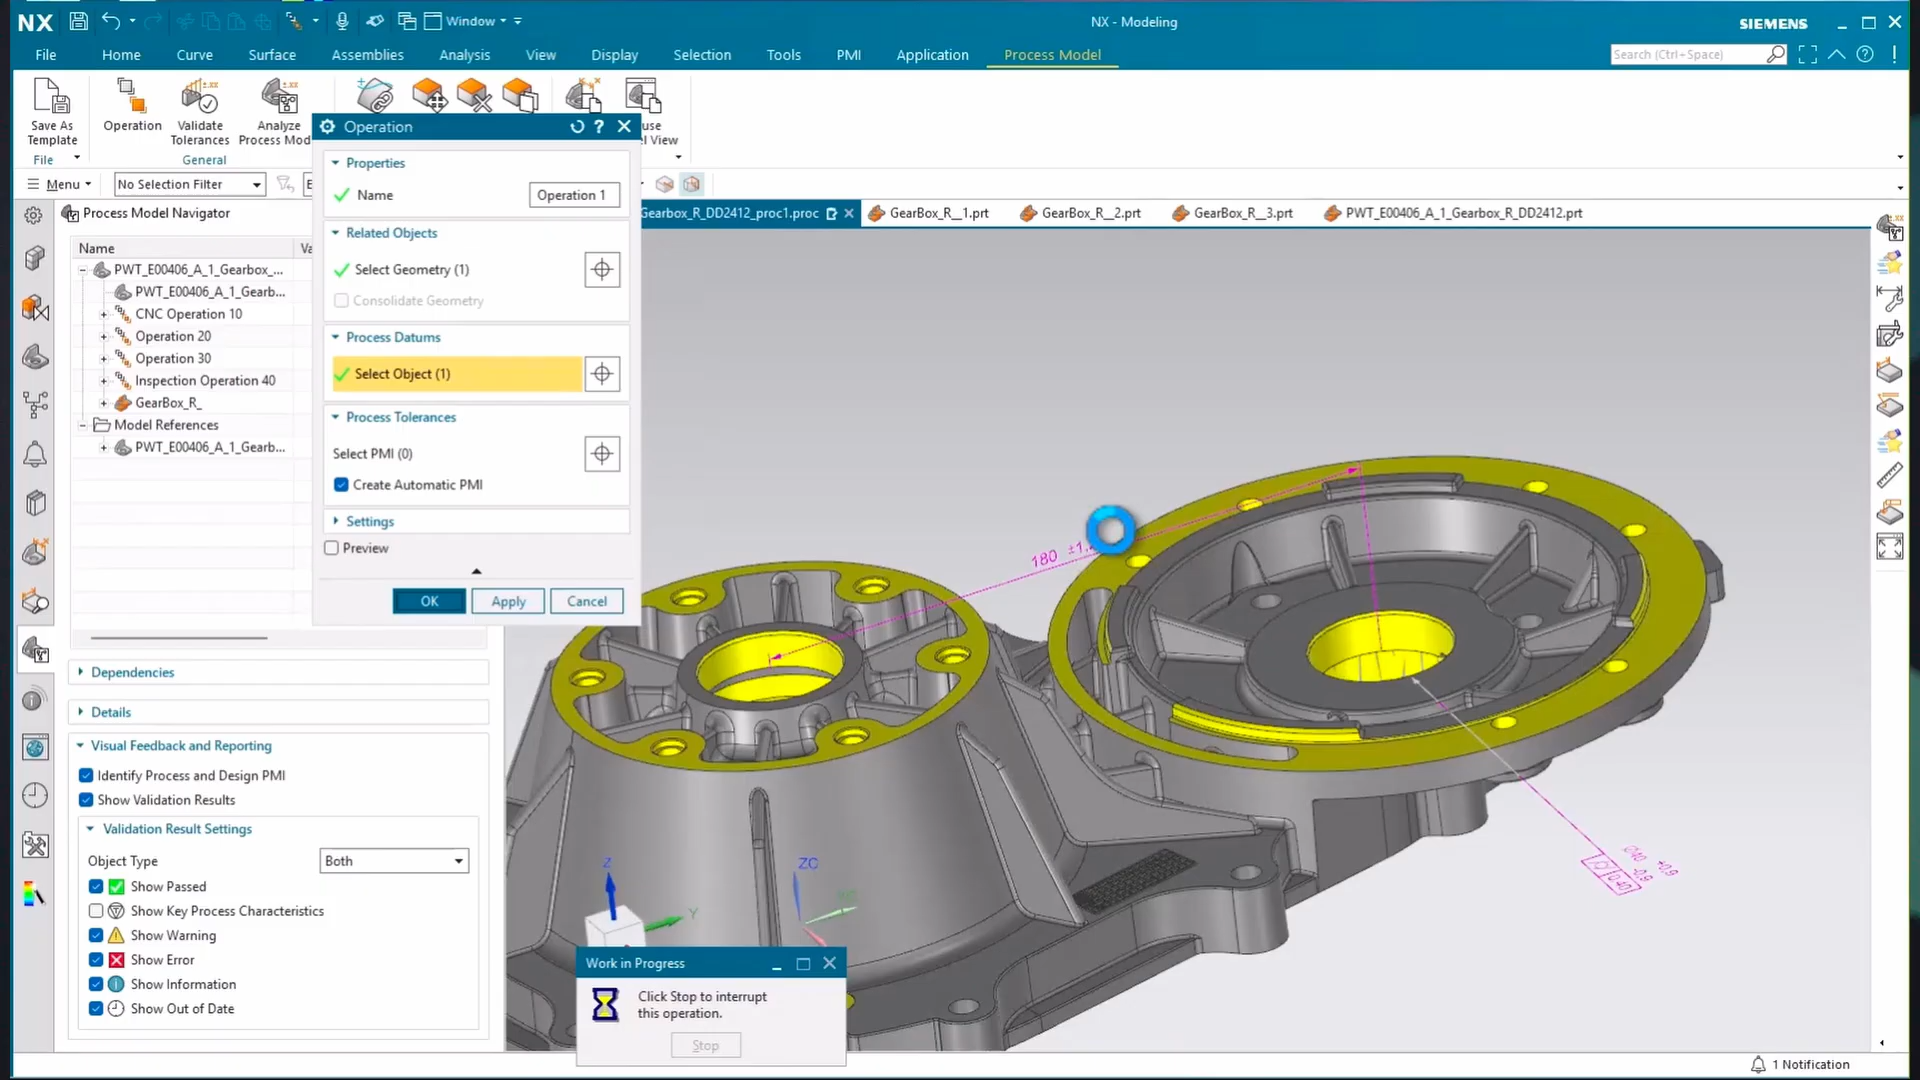 NX
Window
NX - Modeling
SIEMENS
File
Home
Curve
Surface
Assemblies
Analysis
View
Display
Selection
Tools
PMI
Application
Process Model
Search (Ctrl+Space)
Save As
Template
Operation
Validate
Tolerances
Analyze
Process Mod
use
l View
File
General
Menu
No Selection Filter
Operation
Properties
Name
Operation 1
Related Objects
Select Geometry (1)
Consolidate Geometry
Process Datums
Select Object (1)
Process Tolerances
Select PMI (0)
Create Automatic PMI
Settings
Preview
OK
Apply
Cancel
Process Model Navigator
Gearbox_R_DD2412_proc1.proc
GearBox_R__1.prt
GearBox_R__2.prt
GearBox_R__3.prt
PWT_E00406_A_1_Gearbox_R_DD2412.prt
Name
Va
PWT_E00406_A_1_Gearbox_...
PWT_E00406_A_1_Gearb...
CNC Operation 10
Operation 20
Operation 30
Inspection Operation 40
GearBox_R_
Model References
PWT_E00406_A_1_Gearb...
Dependencies
Details
Visual Feedback and Reporting
Identify Process and Design PMI
Show Validation Results
Validation Result Settings
Object Type
Both
Show Passed
Show Key Process Characteristics
Show Warning
Show Error
Show Information
Show Out of Date
180 ±1.
Z
ZC
Y
Work in Progress
Click Stop to interrupt
this operation.
Stop
1 Notification